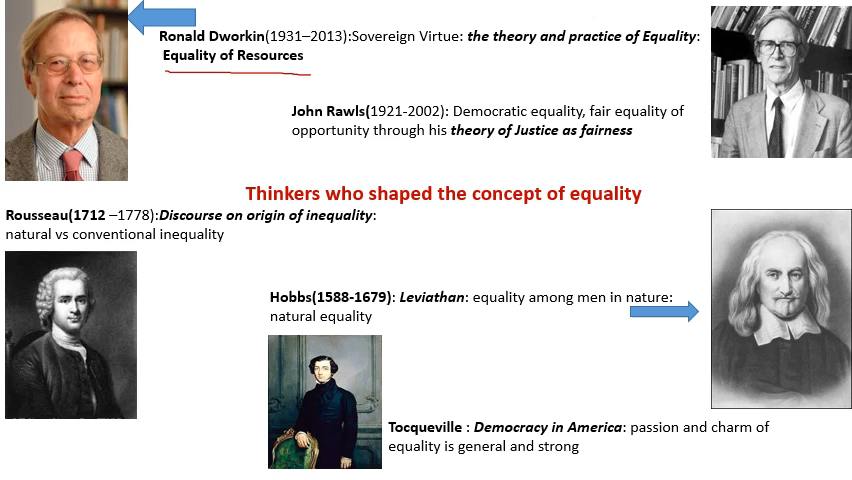 Ronald Dworkin(1931–2013):Sovereign Virtue: the theory and practice of Equality:
Equality of Resources
John Rawls(1921-2002): Democratic equality, fair equality of
opportunity through his theory of Justice as fairness
Thinkers who shaped the concept of equality
Rousseau(1712 –1778):Discourse on origin of inequality:
natural vs conventional inequality
Hobbs(1588-1679): Leviathan: equality among men in nature:
natural equality
Tocqueville : Democracy in America: passion and charm of
equality is general and strong